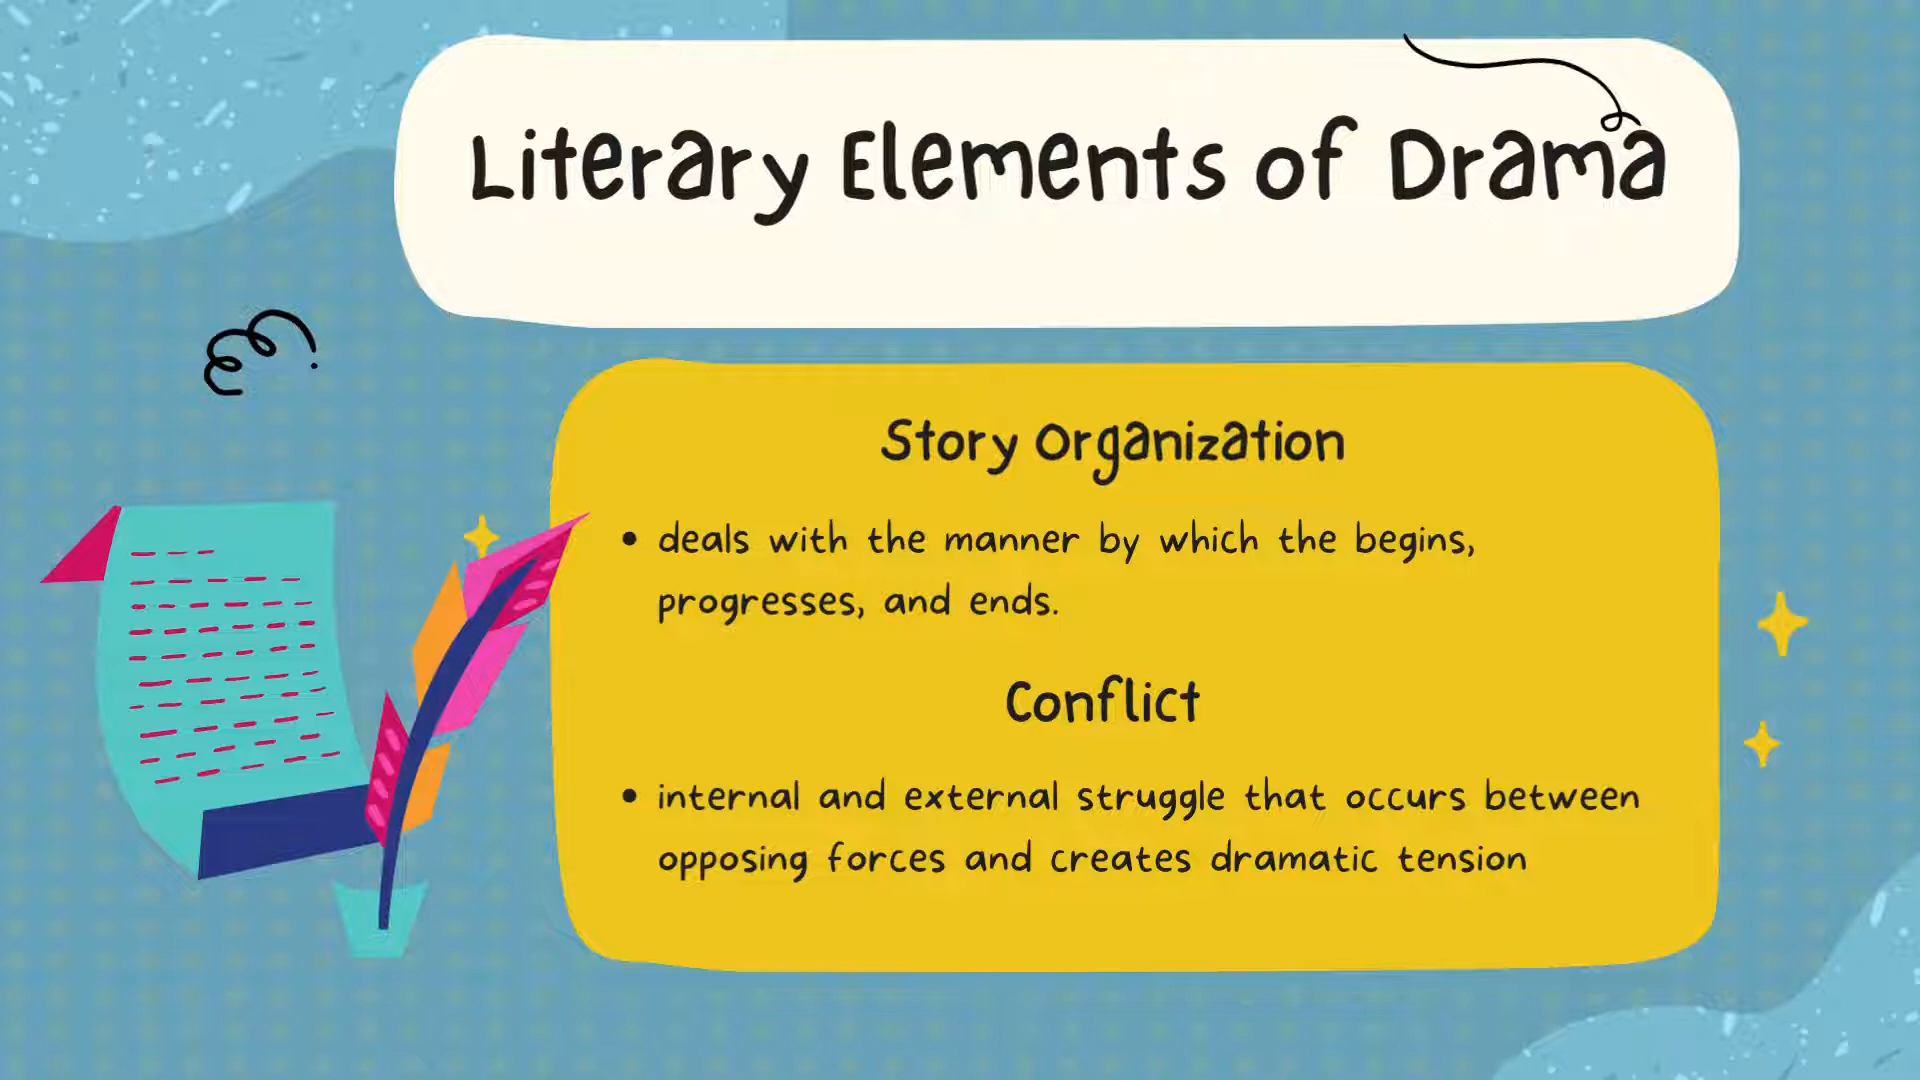 Literary Elements of Drama
Story Organization
• deals with the manner by which the begins,
progresses, and ends.
Conflict
• internal and external struggle that occurs between
opposing forces and creates dramatic tension